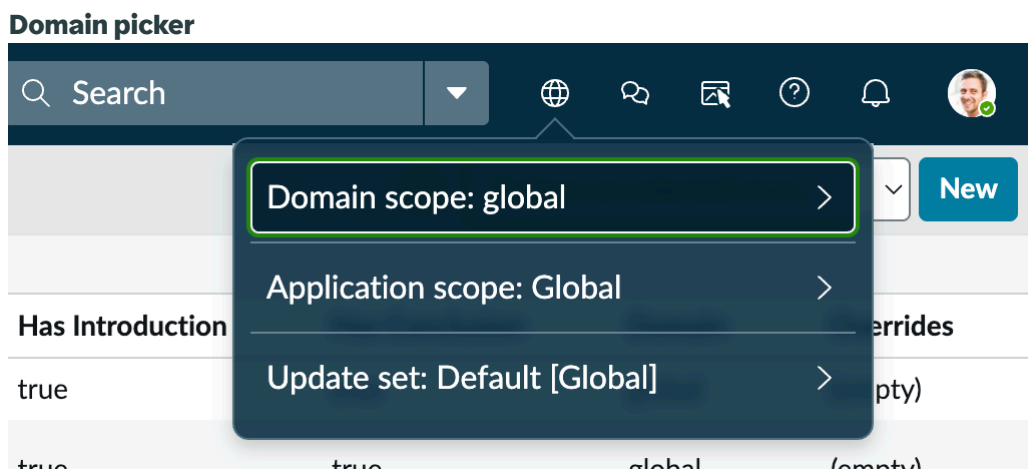 Domain picker
Search
Domain scope: global
New
Application scope: Global
Has Introduction errides
Update set: Default [Global]
true pty)
true true global (empty)